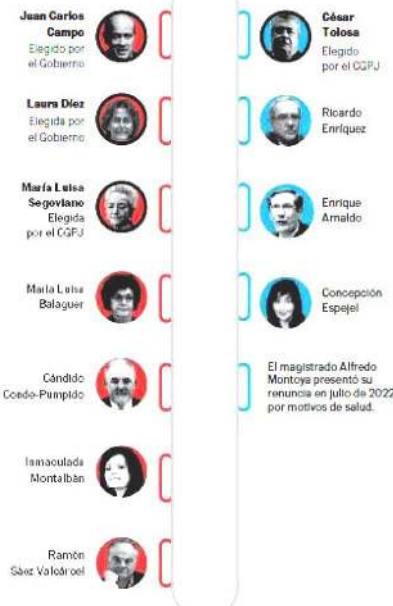 Juan Carlos
Campo
Elegido por
el Gobierno
Laura Díez
Elegida por
el Gobierno
María Luisa
Segoviano
Elegida
por el CGPJ
María Luisa
Balaguer
Cándido
Conde-Pumpido
Inmaculada
Montalbán
Ramón
Sáez Valcárcel
César
Tolosa
Elegido
por el CGPJ
Ricardo
Enríquez
Enrique
Arnaldo
Concepción
Espejel
El magistrado Alfredo
Montoya presentó su
renuncia en julio de 2022
por motivos de salud.